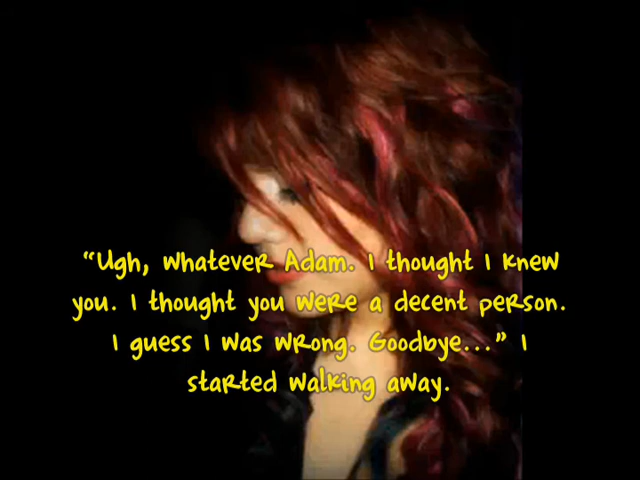 “Ugh, whatever Adam. I thought I knew
you. I thought you were a decent person.
I guess I was wrong. Goodbye...” I
started walking away.